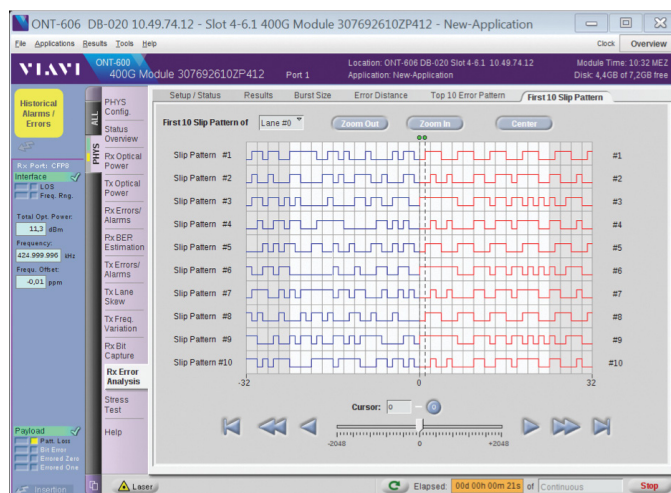 ONT-606 DB-020 10.49.74.12 - Slot 4-6.1 400G Module 307692610ZP412 - New-Application
File Applications Results Tools Help
Clock Overview
VIAVI
ONT-600
400G Module 307692610ZP412 Port 1
Location: ONT-606 DB-020 Slot 4-6.1 10.49.74.12
Application: New-Application
Module Time: 10:32 MEZ
Disk: 4,4GB of 7,2GB free
Historical
Alarms /
Errors
Rx Port: CFP8
Interface
LOS
Freq. Rng.
Total Opt. Power:
11,3 dBm
Frequency:
424.999.996 kHz
Frequ. Offset:
-0,01 ppm
Payload
Patt. Loss
Bit Error
Errored Zero
Errored One
Insertion
ALL
PHYS
PHYS
Config.
Status
Overview
Rx Optical
Power
Tx Optical
Power
Rx Errors/
Alarms
Rx BER
Estimation
Tx Errors/
Alarms
Tx Lane
Skew
Tx Freq.
Variation
Rx Bit
Capture
Rx Error
Analysis
Stress
Test
Help
Setup / Status Results Burst Size Error Distance Top 10 Error Pattern First 10 Slip Pattern
First 10 Slip Pattern of Lane #0 Zoom Out Zoom In Center
Slip Pattern #1 #1
Slip Pattern #2 #2
Slip Pattern #3 #3
Slip Pattern #4 #4
Slip Pattern #5 #5
Slip Pattern #6 #6
Slip Pattern #7 #7
Slip Pattern #8 #8
Slip Pattern #9 #9
Slip Pattern #10 #10
-32 0 32
Cursor: 0
-2048 0 +2048
Laser
Elapsed: 00d 00h 00m 21s of Continuous Stop